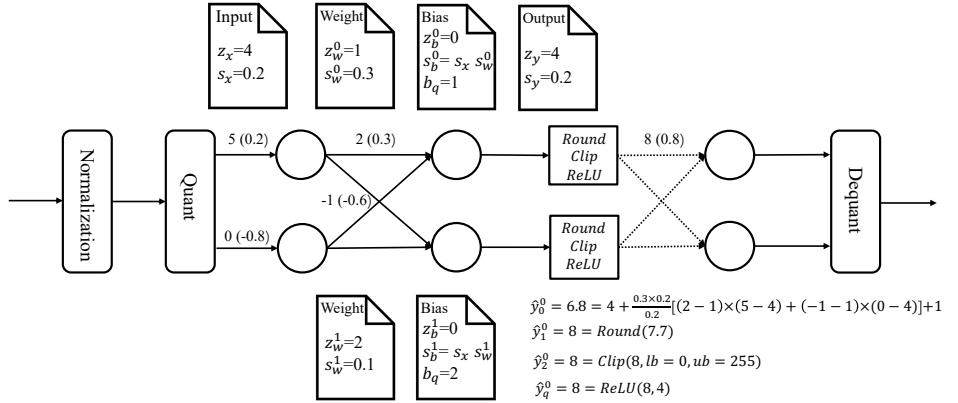 Input
z_x=4
s_x=0.2
Weight
z_w^0=1
s_w^0=0.3
Bias
z_b^0=0
s_b^0= s_x s_w^0
b_q=1
Output
z_y=4
s_y=0.2
Normalization
Quant
5 (0.2)
0 (-0.8)
2 (0.3)
-1 (-0.6)
Round
Clip
ReLU
Round
Clip
ReLU
8 (0.8)
Dequant
Weight
z_w^1=2
s_w^1=0.1
Bias
z_b^1=0
s_b^1= s_x s_w^1
b_q=2
ŷ_0^0 = 6.8 = 4 + \frac{0.3×0.2}{0.2}[(2 − 1)×(5 − 4) + (−1 − 1)×(0 − 4)]+1
ŷ_1^0 = 8 = Round(7.7)
ŷ_2^0 = 8 = Clip(8, lb = 0, ub = 255)
ŷ_q^0 = 8 = ReLU(8,4)